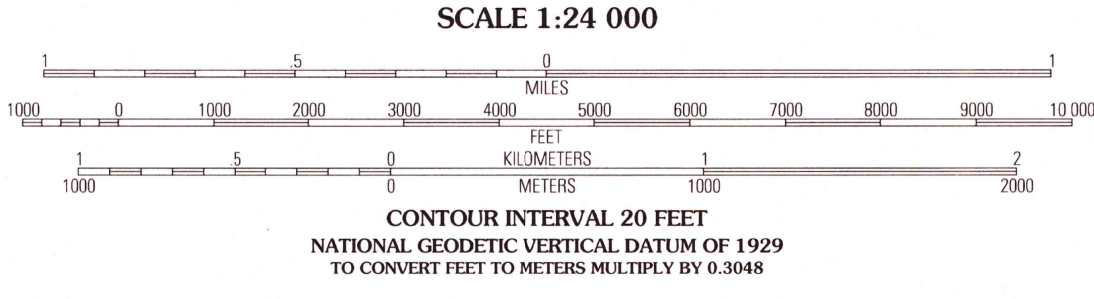 SCALE 1:24 000
1 .5 0 1
MILES
1000 0 1000 2000 3000 4000 5000 6000 7000 8000 9000 10 000
FEET
1 .5 0 KILOMETERS 1 2
1000 0 METERS 1000 2000
CONTOUR INTERVAL 20 FEET
NATIONAL GEODETIC VERTICAL DATUM OF 1929
TO CONVERT FEET TO METERS MULTIPLY BY 0.3048